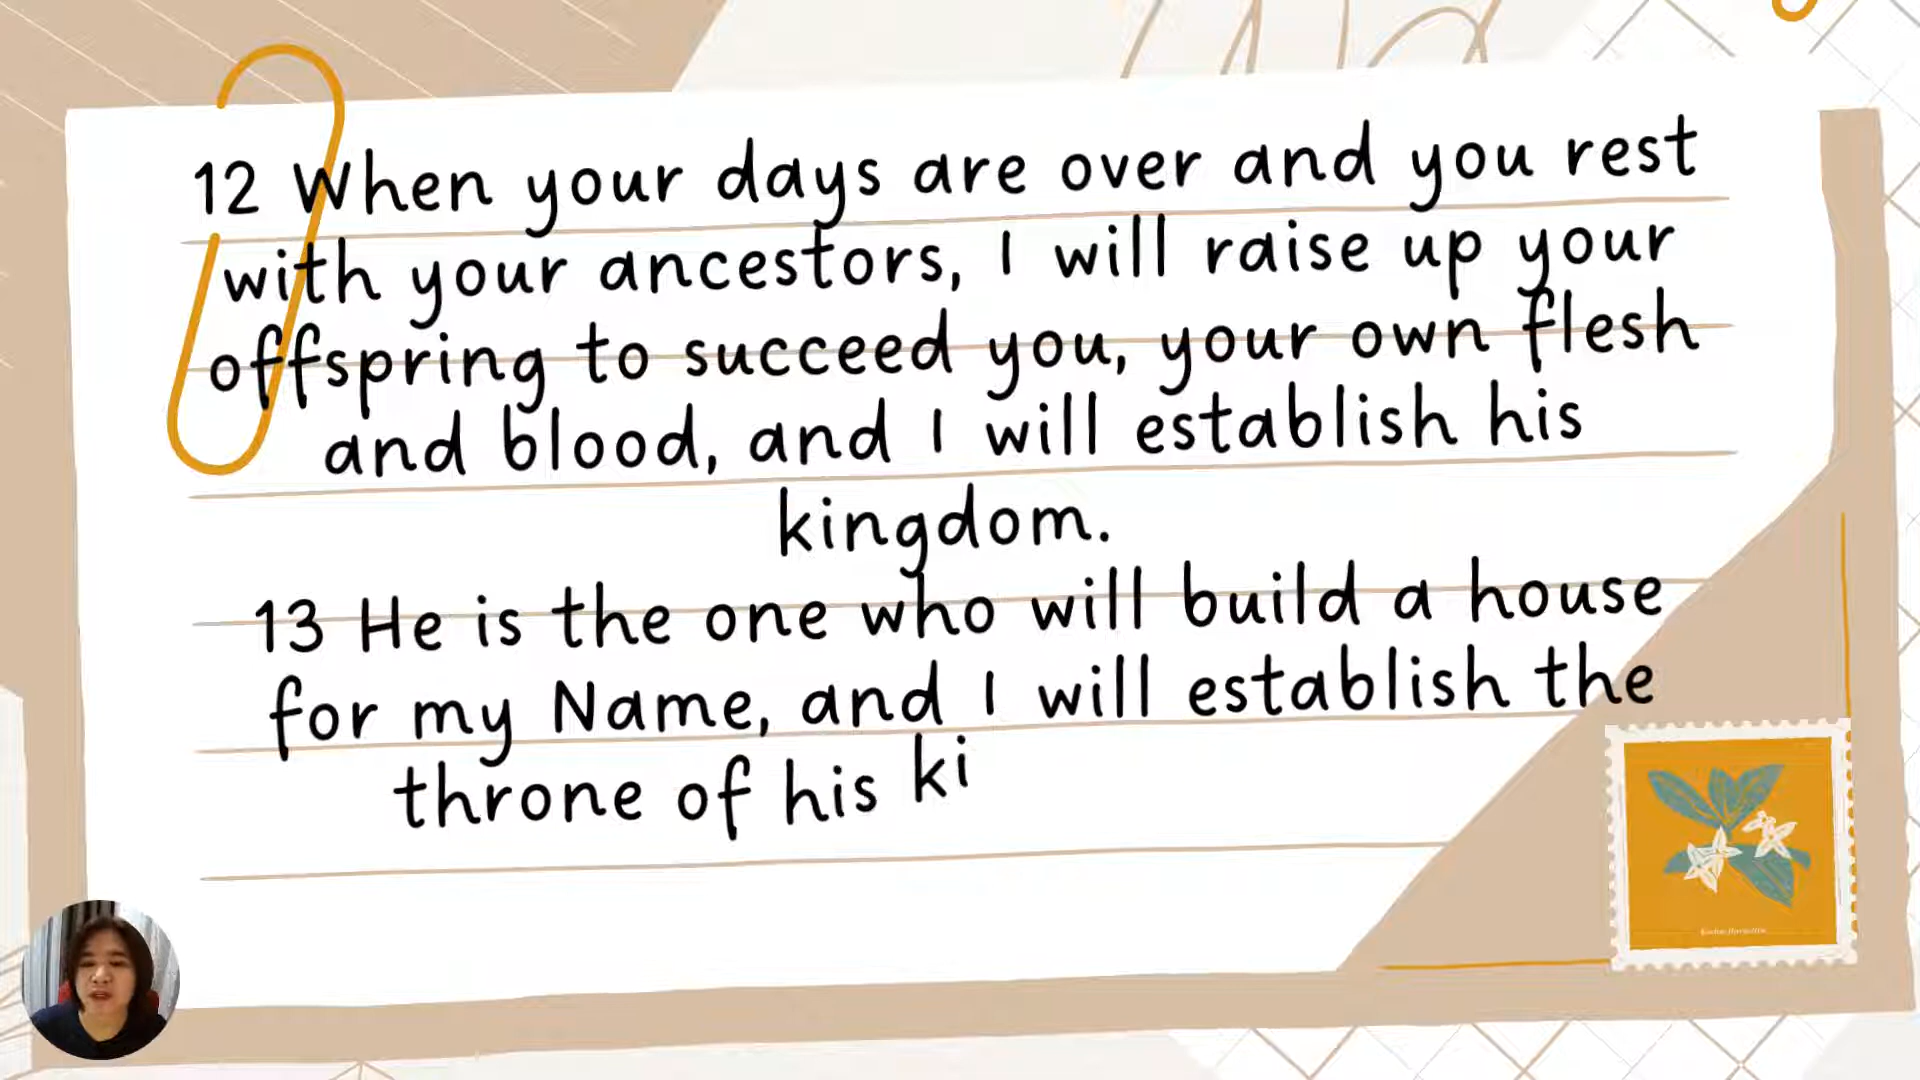 12 When your days are over and you rest
with your ancestors, I will raise up your
offspring to succeed you, your own flesh
and blood, and I will establish his
kingdom.
13 He is the one who will build a house
for my Name, and I will establish the
throne of his ki